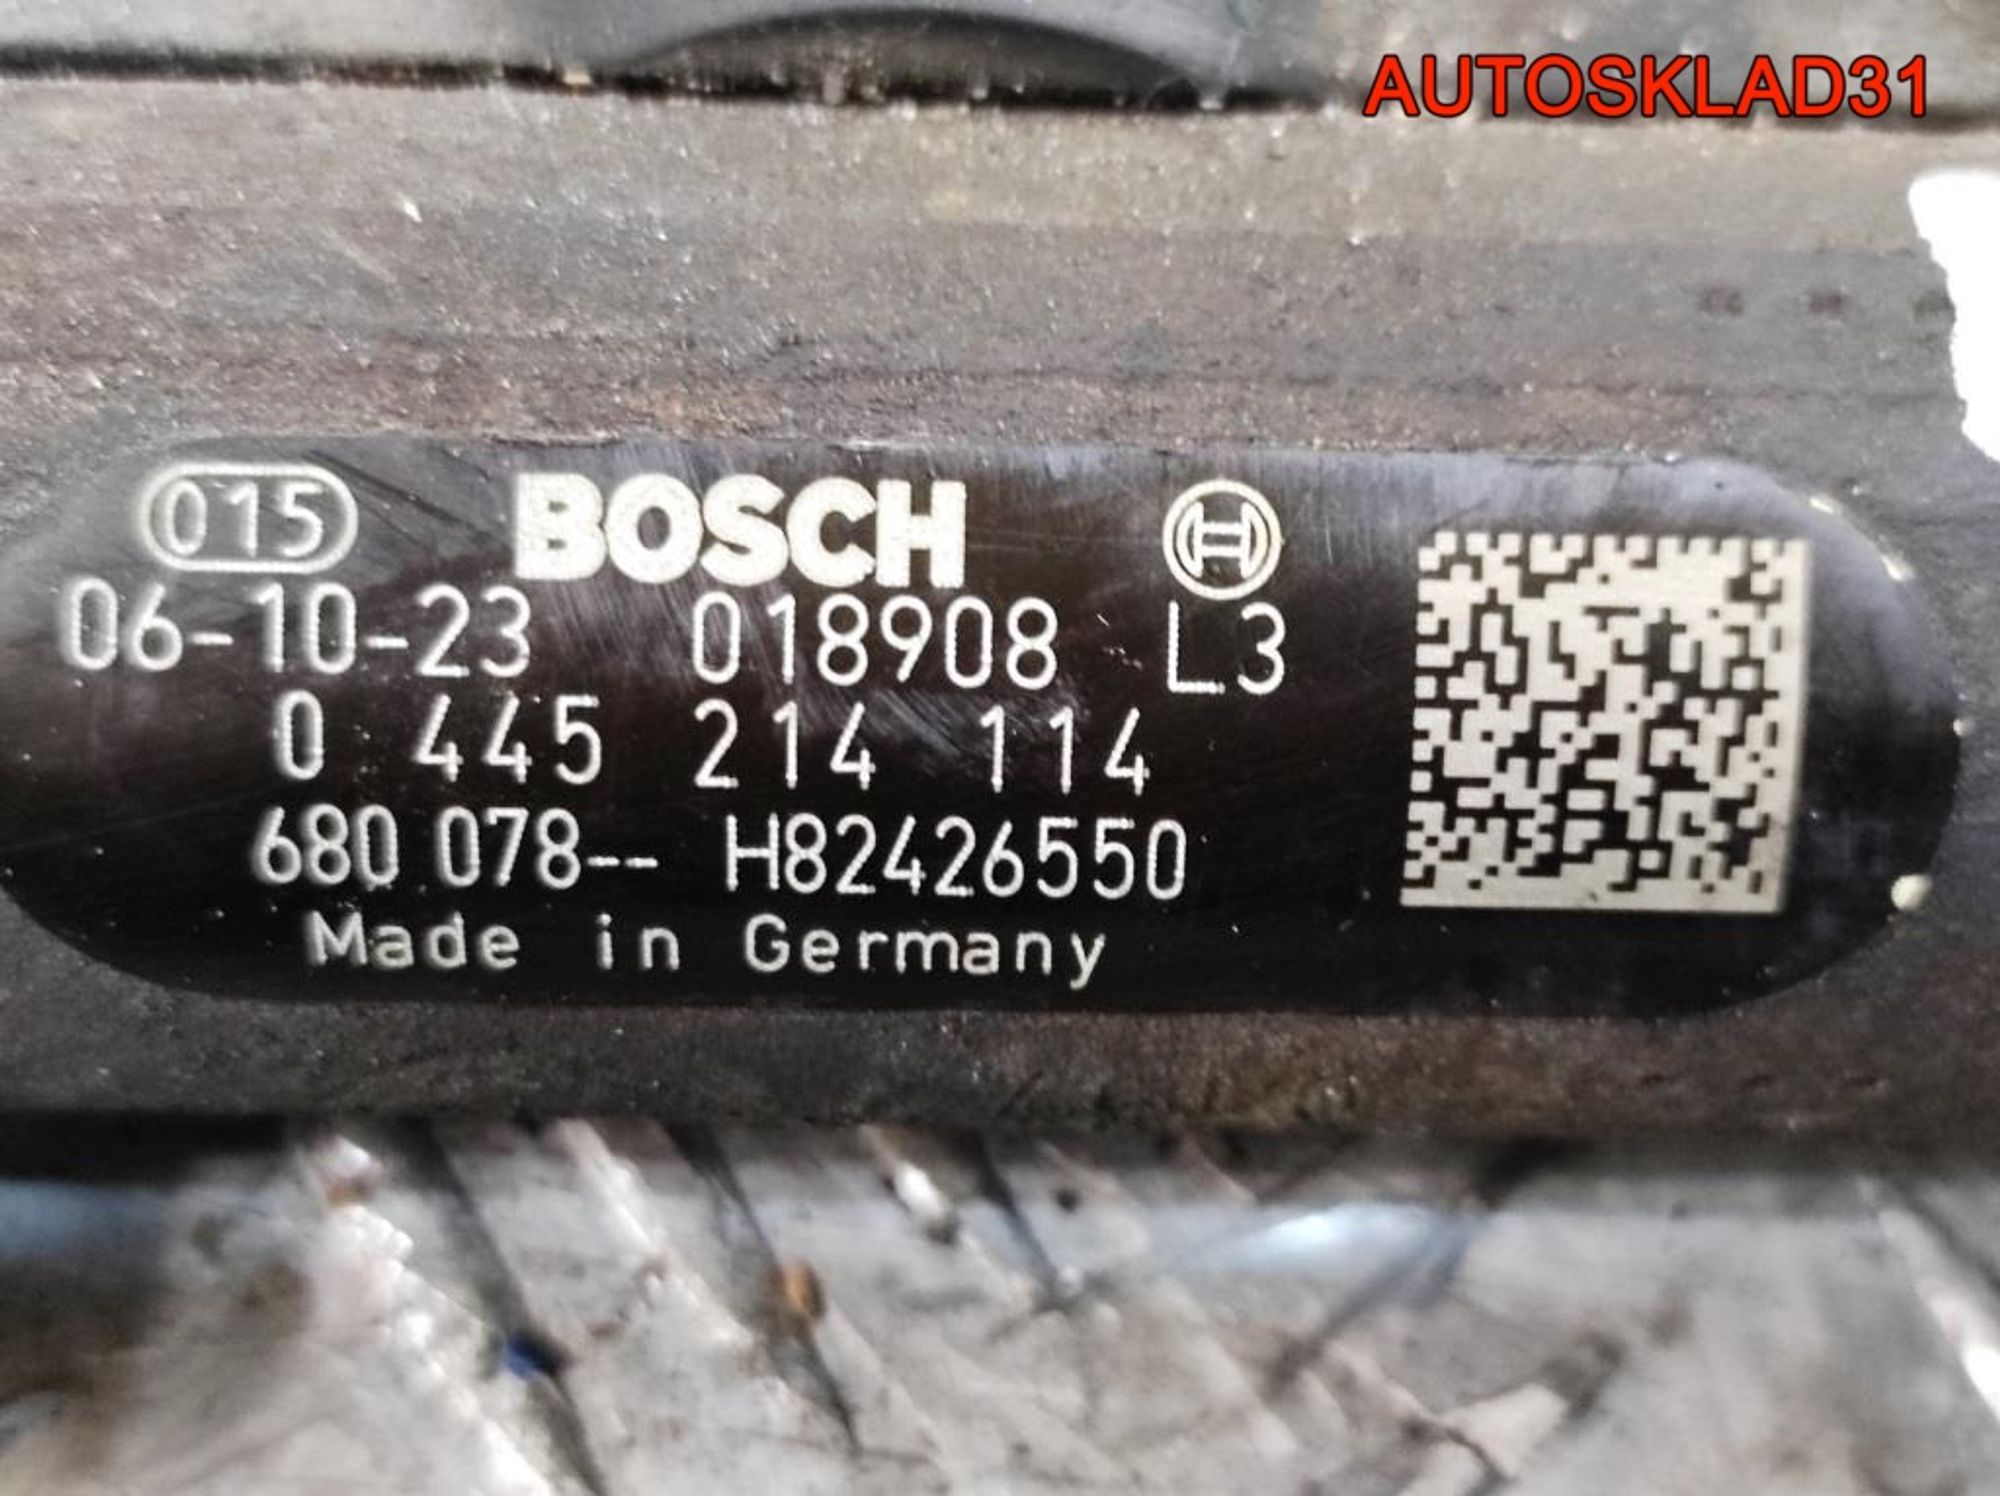 AUTOSKLAD31
015 BOSCH
06-10-23 018908 L3
0 445 214 114
680 078-- H82426550
Made in Germany